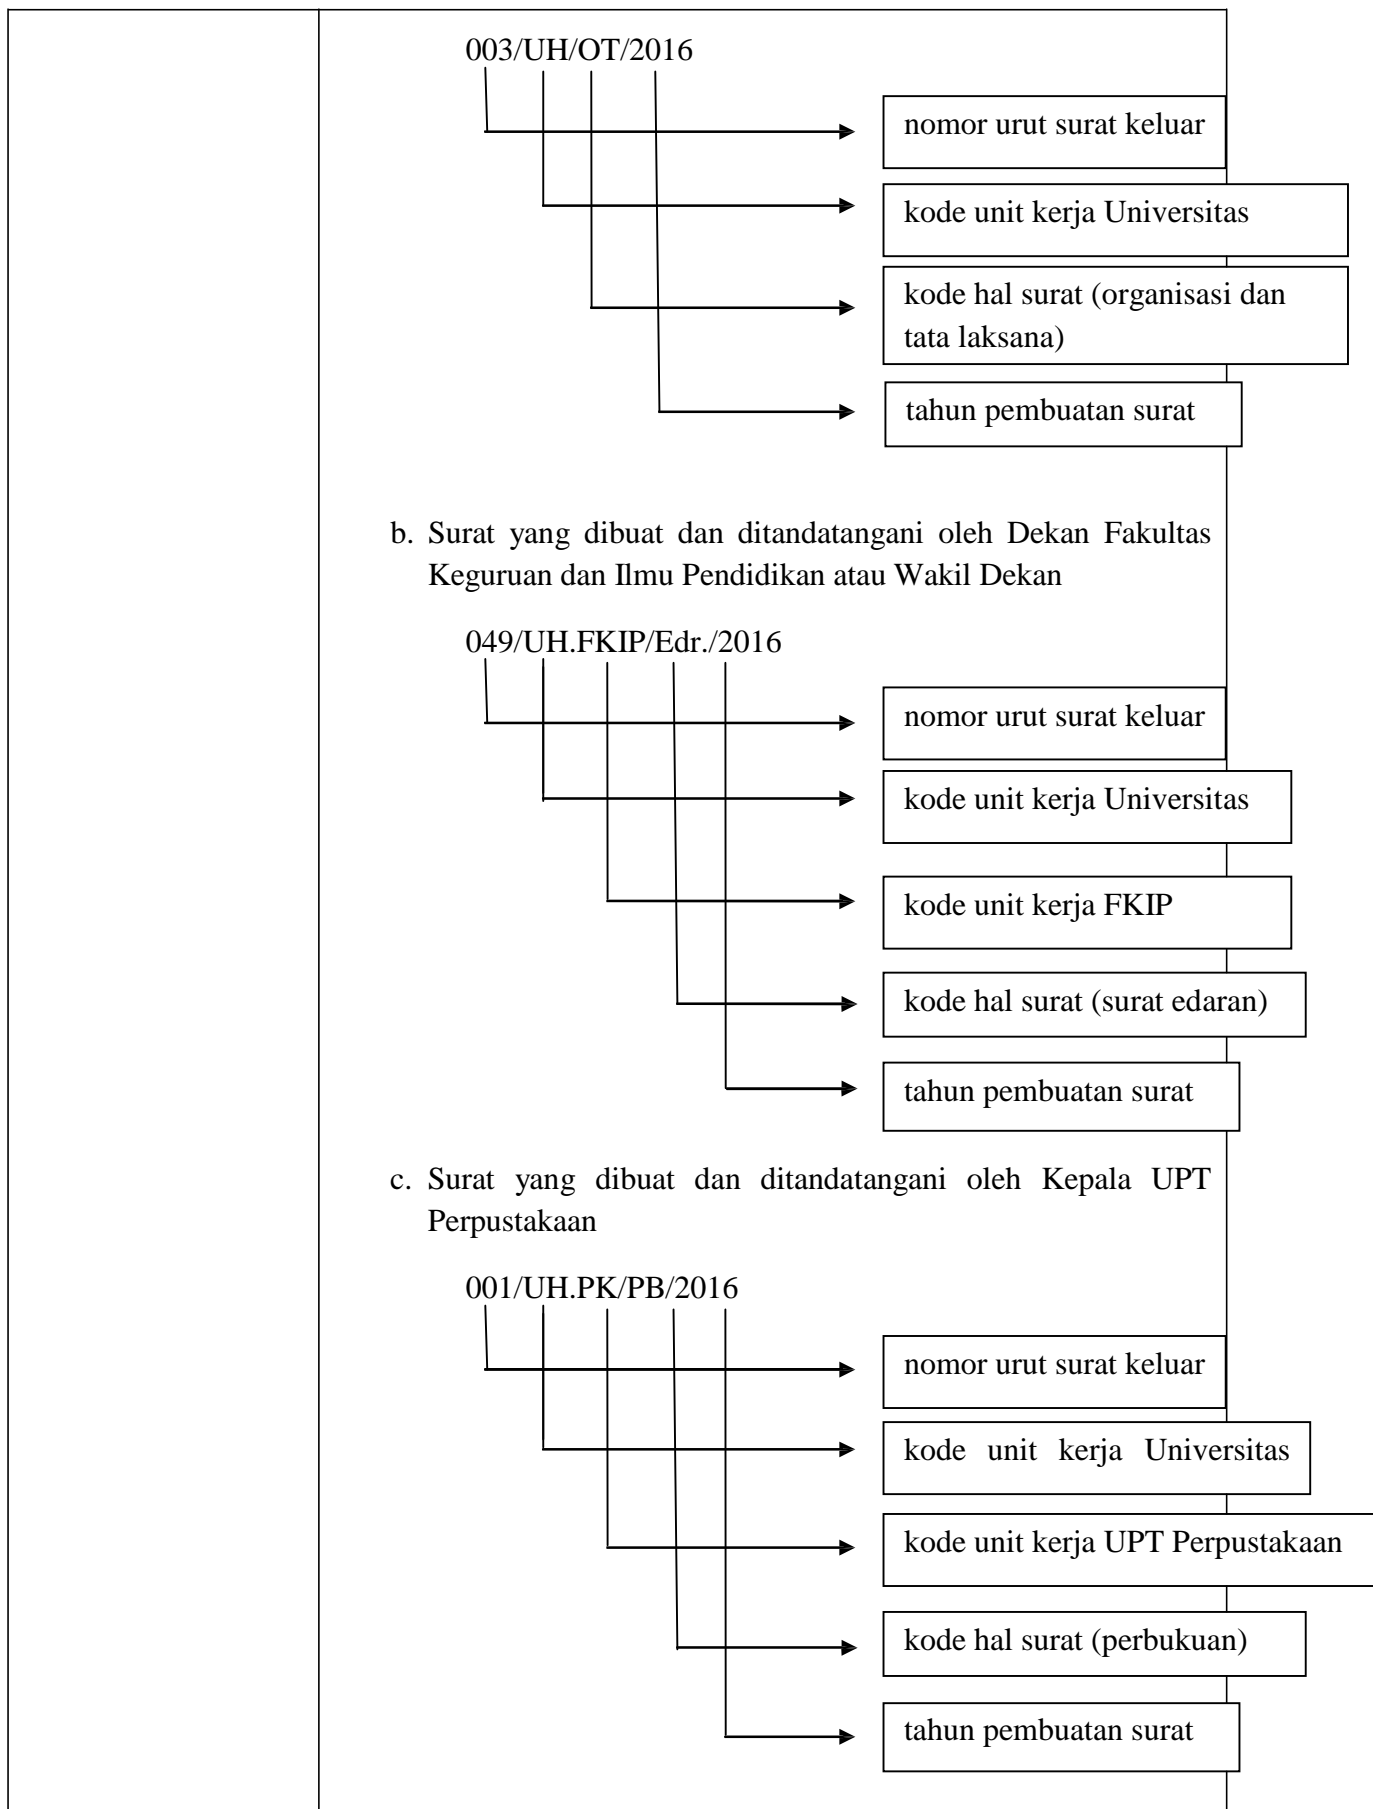 003/UH/OT/2016
nomor urut surat keluar
kode unit kerja Universitas
kode hal surat (organisasi dan
tata laksana)
tahun pembuatan surat
b. Surat yang dibuat dan ditandatangani oleh Dekan Fakultas
Keguruan dan Ilmu Pendidikan atau Wakil Dekan
049/UH.FKIP/Edr./2016
nomor urut surat keluar
kode unit kerja Universitas
kode unit kerja FKIP
kode hal surat (surat edaran)
tahun pembuatan surat
c. Surat yang dibuat dan ditandatangani oleh Kepala UPT
Perpustakaan
001/UH.PK/PB/2016
nomor urut surat keluar
kode unit kerja Universitas
kode unit kerja UPT Perpustakaan
kode hal surat (perbukuan)
tahun pembuatan surat